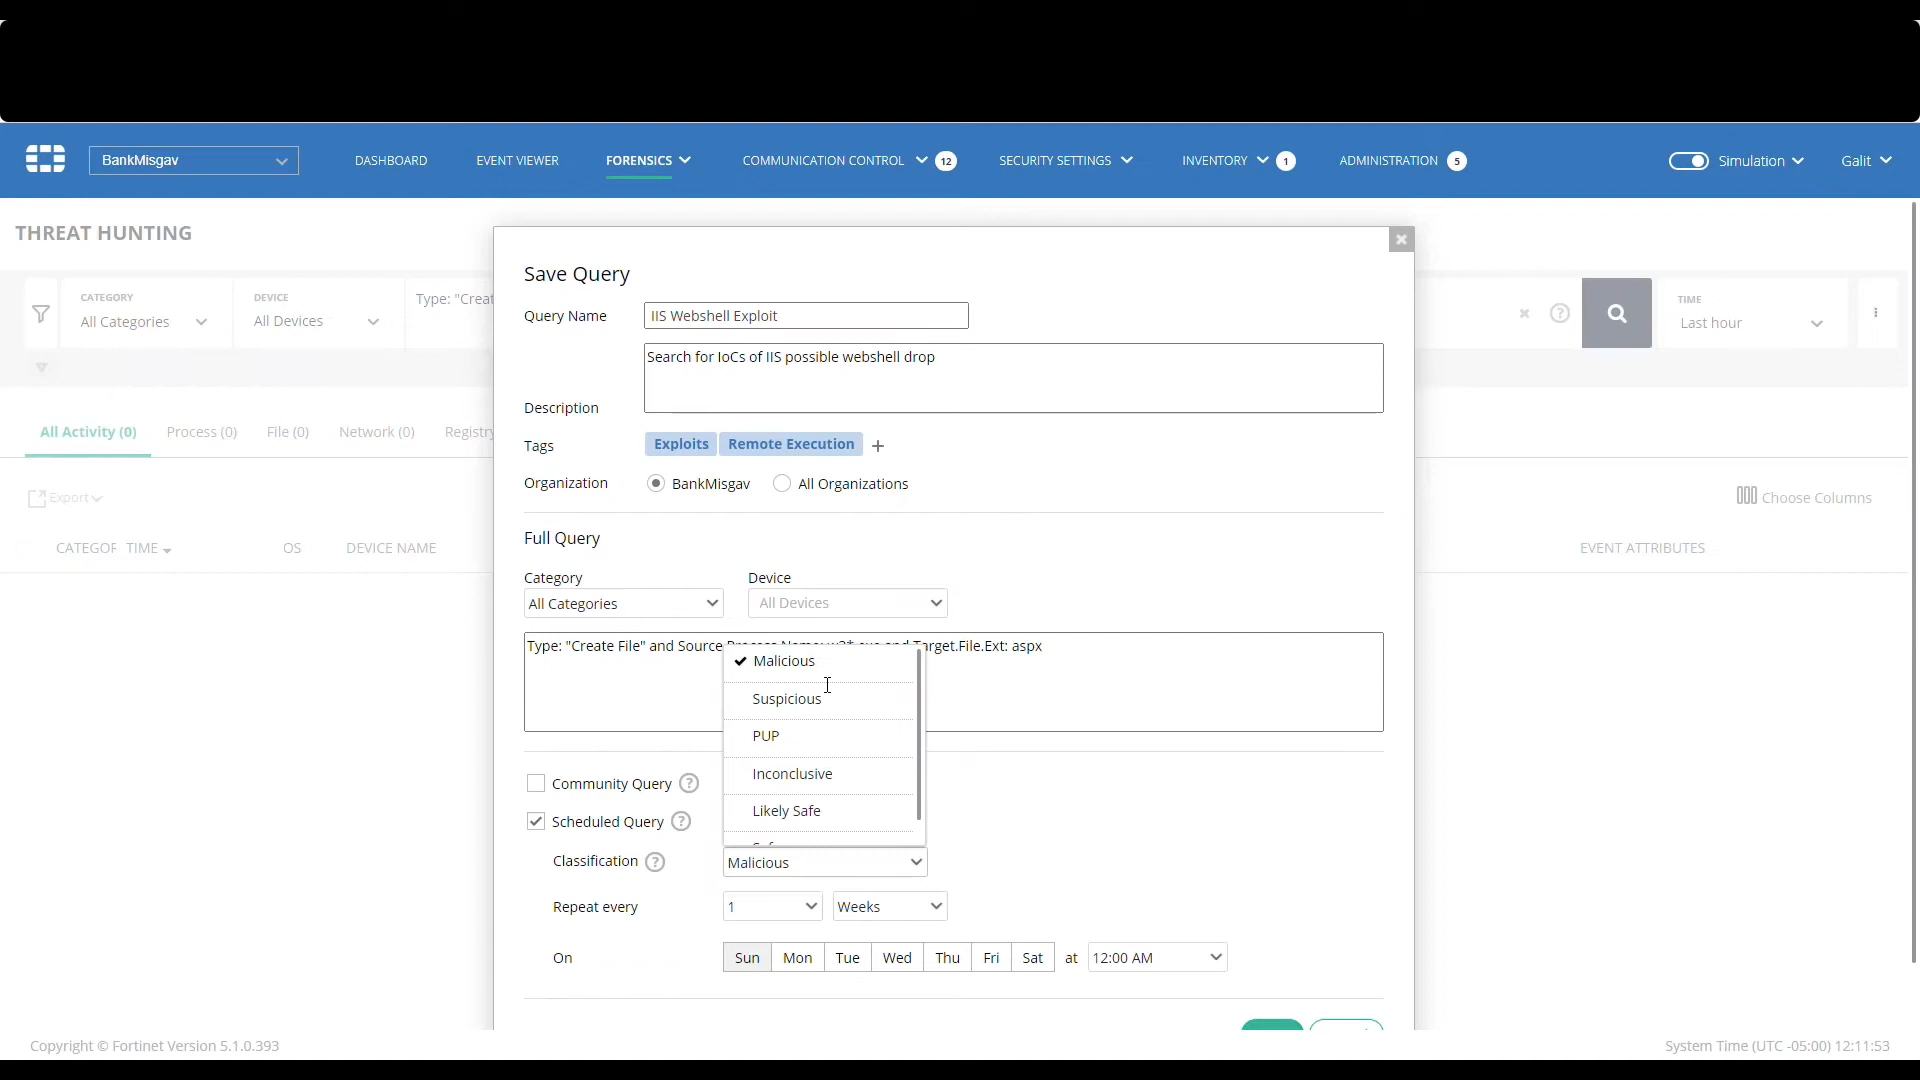 BankMisgav
DASHBOARD
EVENT VIEWER
FORENSICS
COMMUNICATION CONTROL
12
SECURITY SETTINGS
INVENTORY
1
ADMINISTRATION
5
Simulation
Galit
THREAT HUNTING
CATEGORY
All Categories
DEVICE
All Devices
Type: "Creat
?
TIME
Last hour
All Activity (0)
Process (0)
File (0)
Network (0)
Registry
Export
Choose Columns
CATEGOR
TIME
OS
DEVICE NAME
EVENT ATTRIBUTES
Save Query
Query Name
IIS Webshell Exploit
Search for IoCs of IIS possible webshell drop
Description
Tags
Exploits
Remote Execution
+
Organization
BankMisgav
All Organizations
Full Query
Category
Device
All Categories
All Devices
Type: "Create File" and Source Target.File.Ext: aspx
Malicious
Suspicious
PUP
Inconclusive
Likely Safe
Community Query ?
Scheduled Query ?
Classification ?
Malicious
Repeat every
1
Weeks
On
Sun
Mon
Tue
Wed
Thu
Fri
Sat
at
12:00 AM
Copyright © Fortinet Version 5.1.0.393
System Time (UTC -05:00) 12:11:53